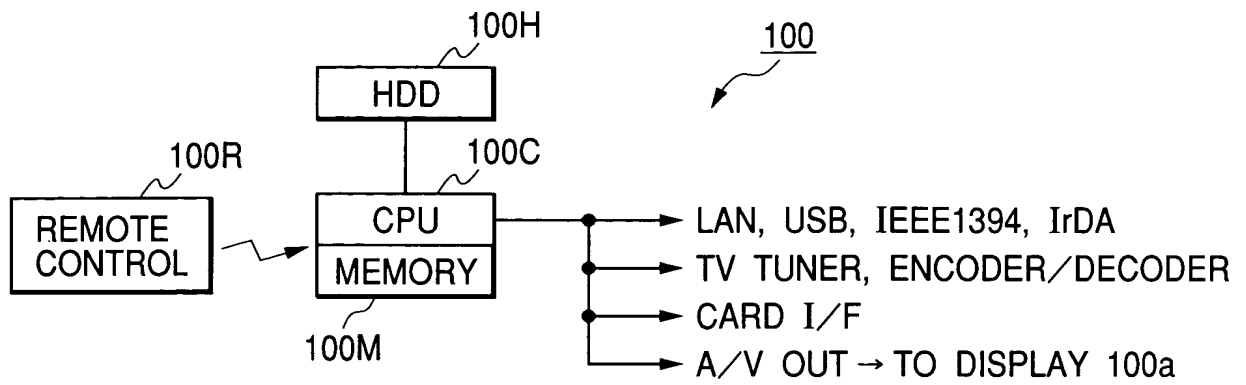 100H
100
HDD
100R
100C
REMOTE
CONTROL
CPU
MEMORY
100M
LAN, USB, IEEE1394, IrDA
TV TUNER, ENCODER/DECODER
CARD I/F
A/V OUT → TO DISPLAY 100a